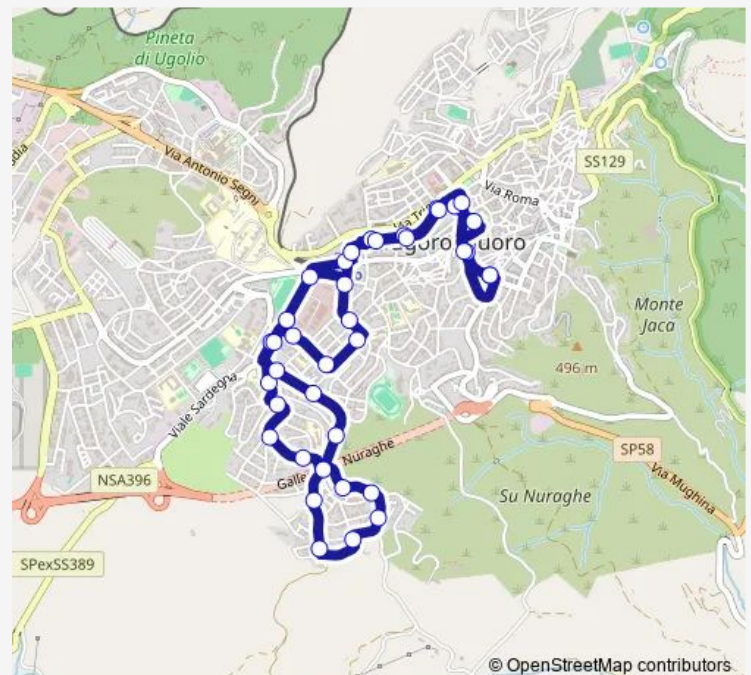 Pineta
di Ugolio
Via Antonio Segni
SS129
Via Roma
Monte
Jaca
496 m
Viale Sardegna
Nuraghe
SP58
NSA396
Su Nuraghe
Via Mughina
SPexSS389
© OpenStreetMap contributors